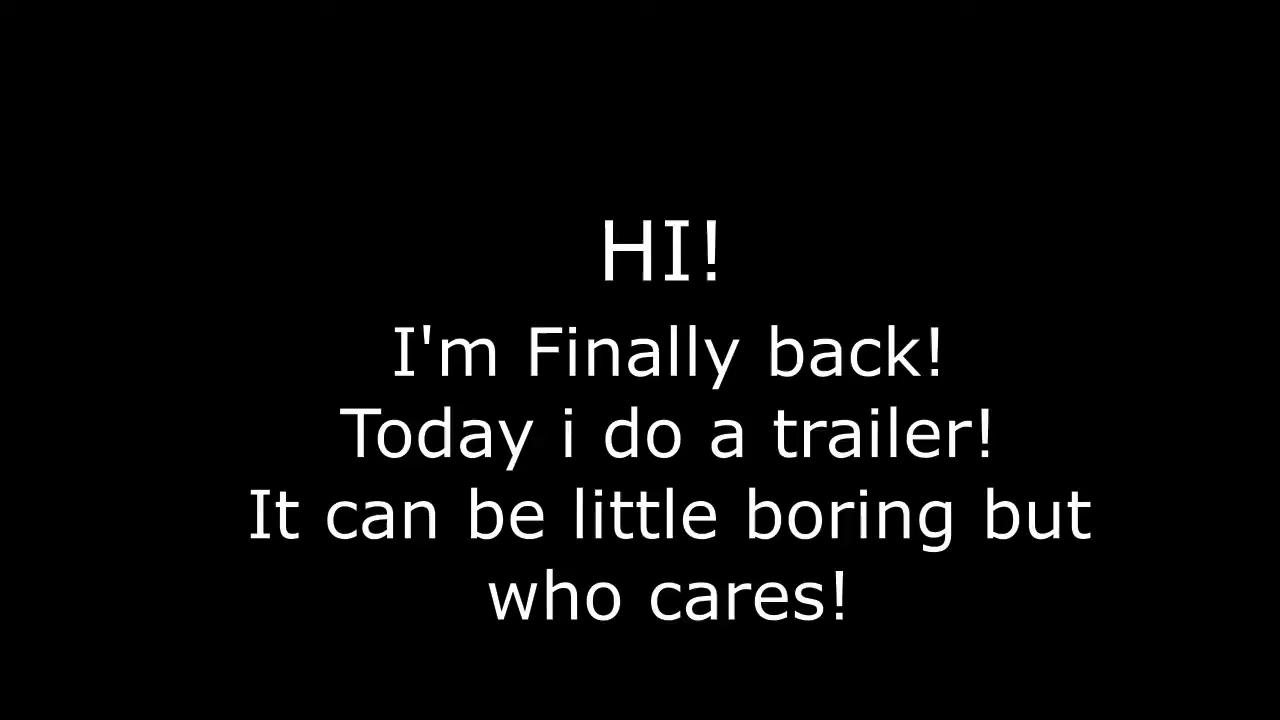 HI!
I'm Finally back!
Today i do a trailer!
It can be little boring but
who cares!